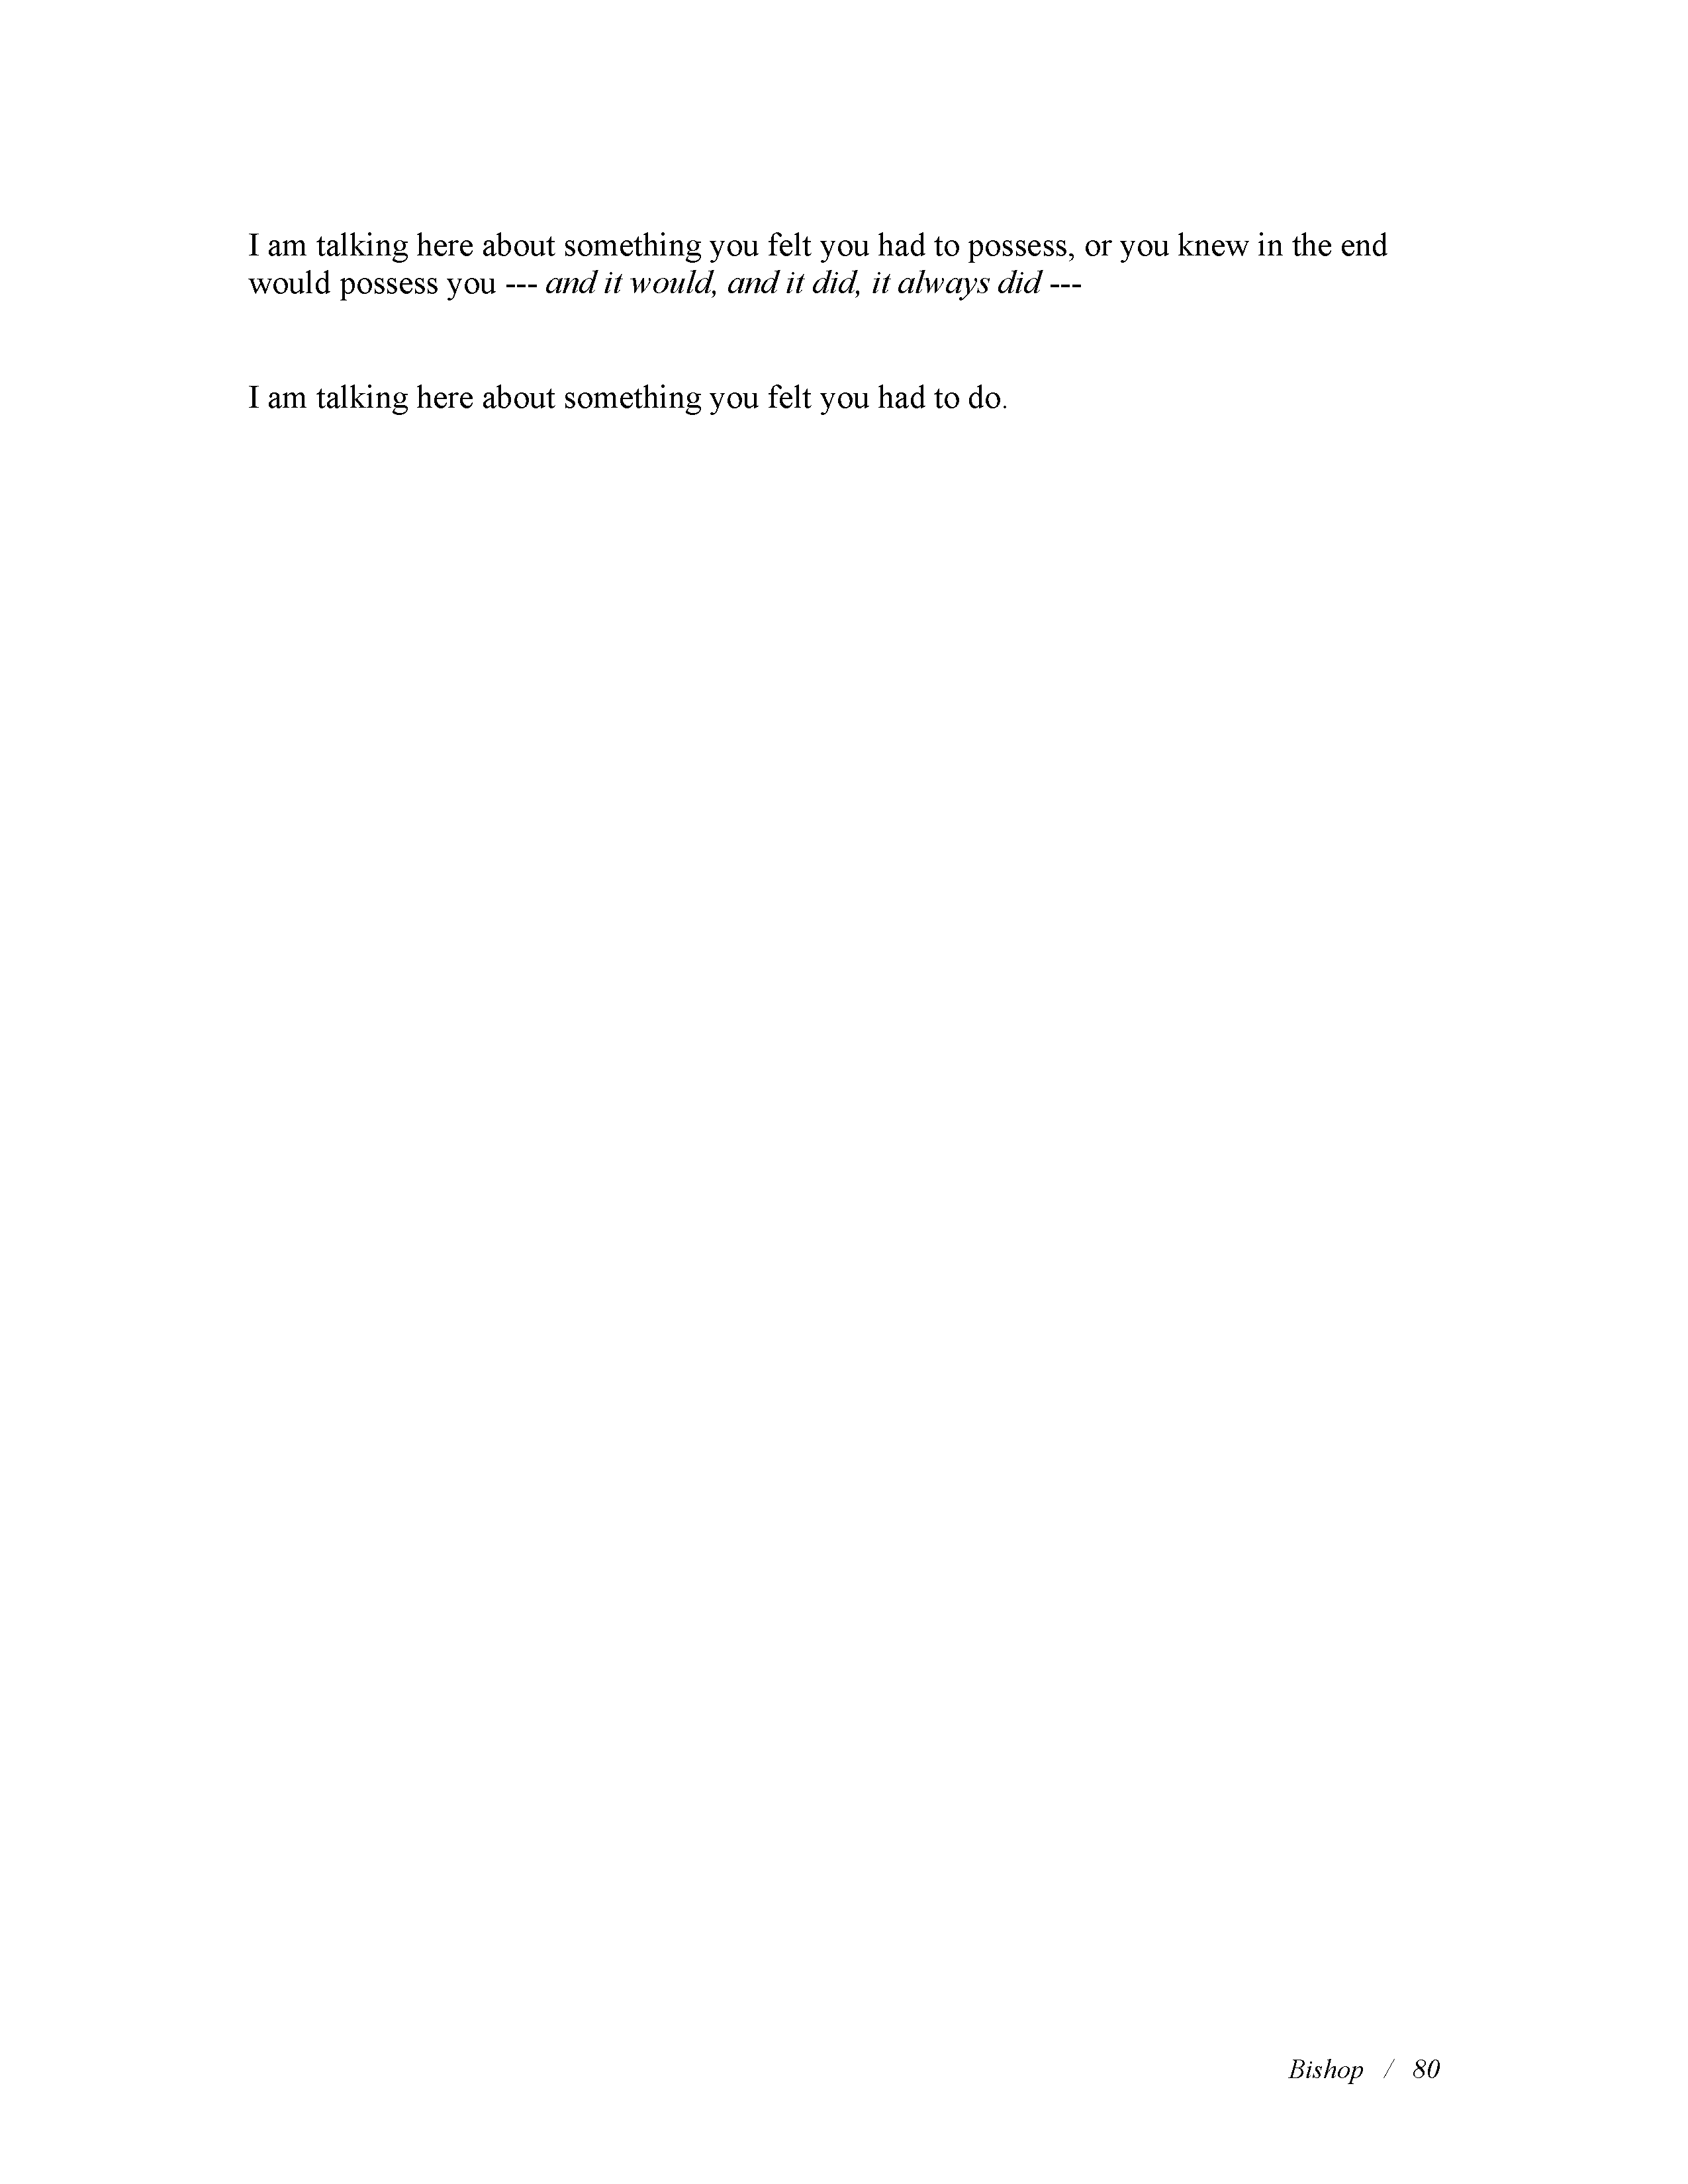 I am talking here about something you felt you had to possess, or you knew in the end
would possess you --- and it would, and it did, it always did ---
I am talking here about something you felt you had to do.
Bishop / 80